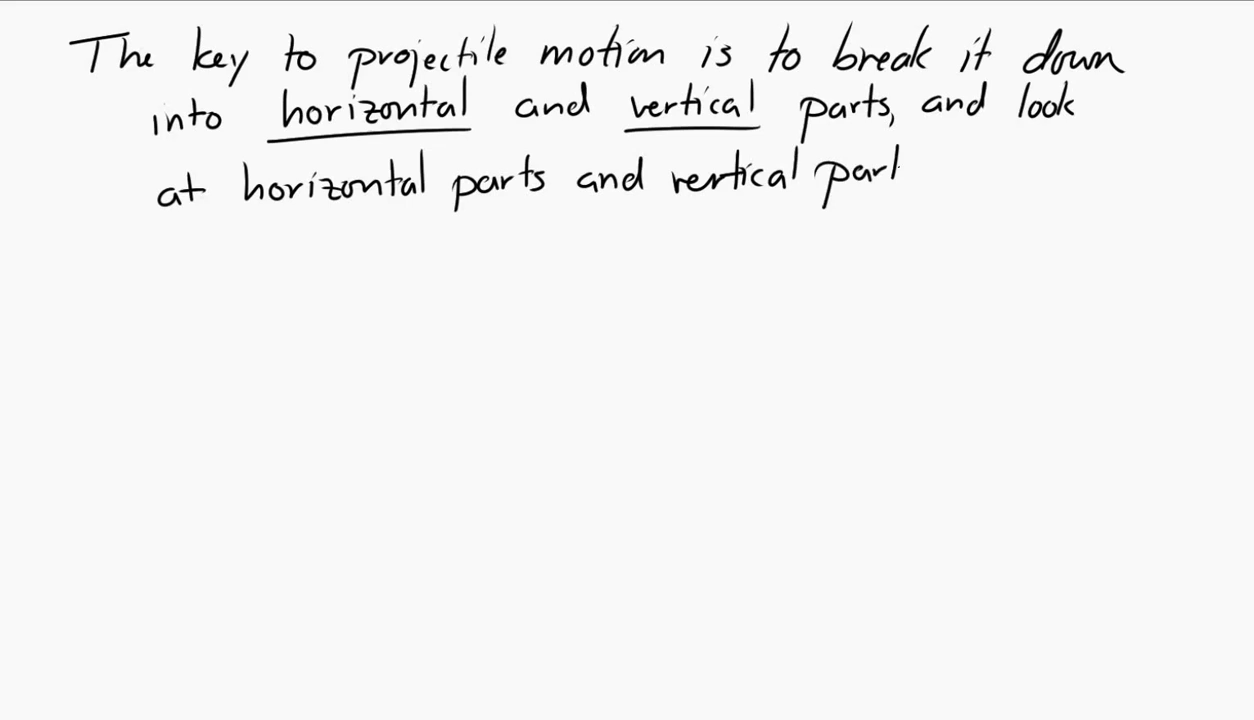 The key to projectile motion is to break it down
into horizontal and vertical parts, and look
at horizontal parts and vertical part